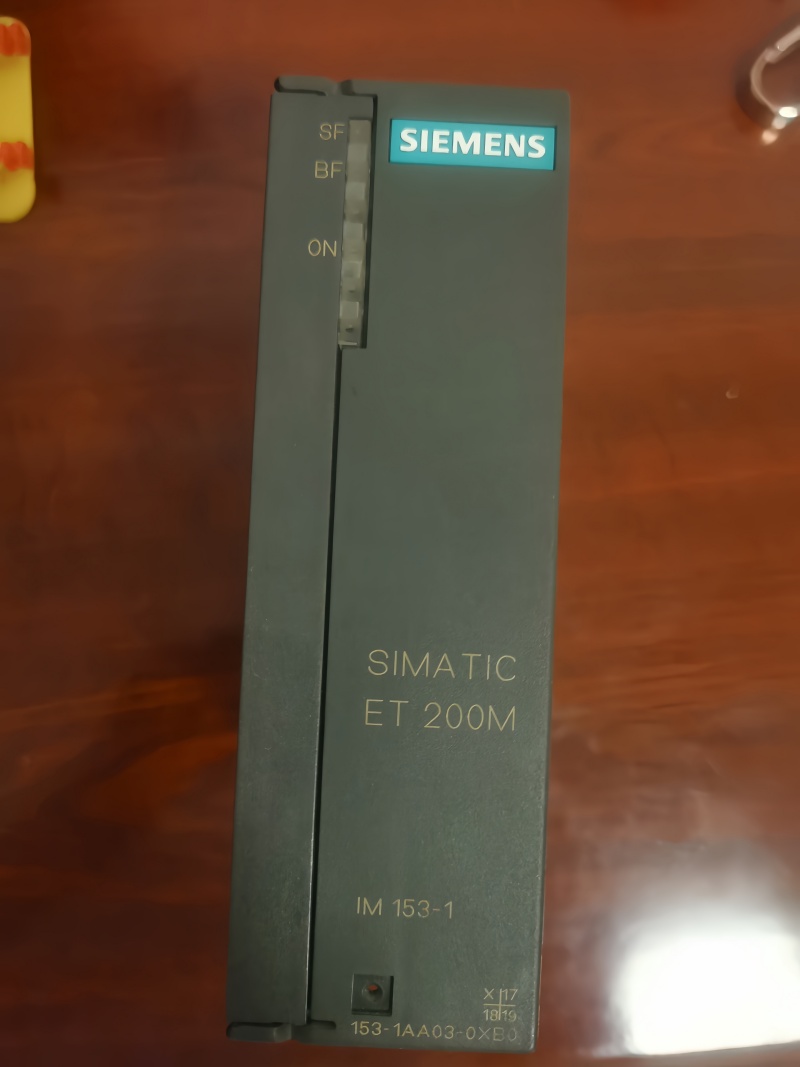 SF
SIEMENS
BF
ON
SIMATIC
ET 200M
IM 153-1
X 17
18 19
153-1AA03-0XB0